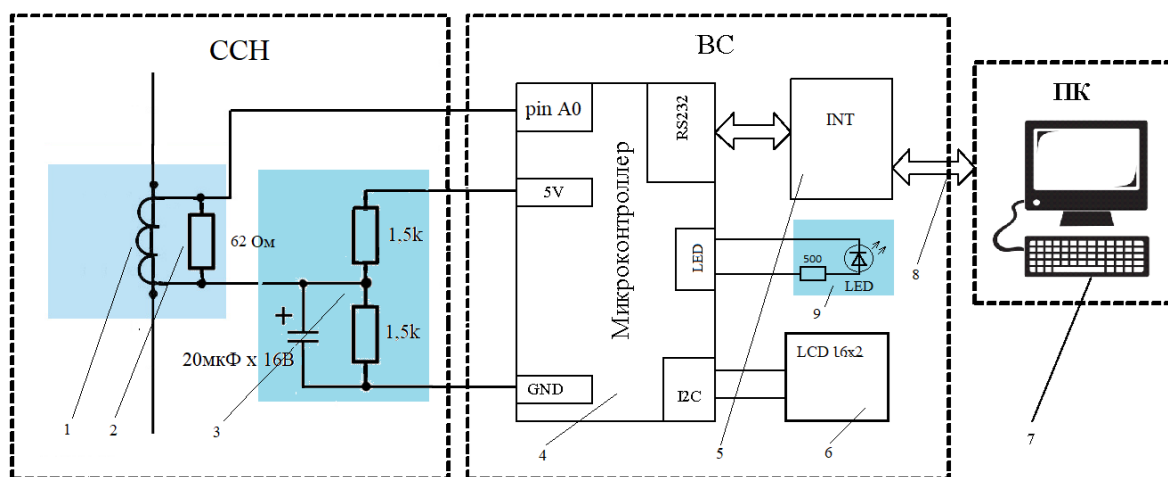 ССН
ВС
ПК
pin A0
RS232
INT
5V
1,5k
62 Ом
Микроконтроллер
LED
500
LED
1,5k
20мкФ х 16В
LCD 16x2
GND
I2C
1
2
3
4
5
6
7
8
9